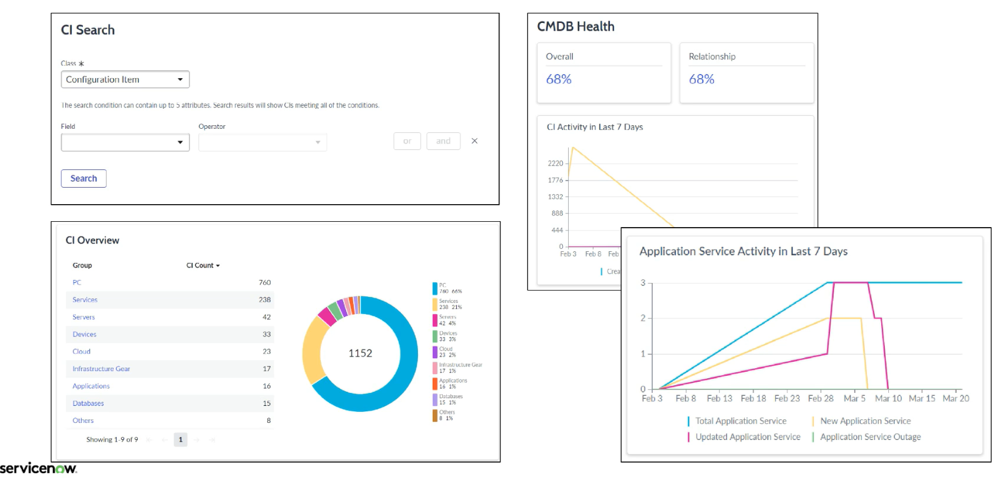 CI Search
Class *
Configuration Item
The search condition can contain up to 5 attributes. Search results will show CIs meeting all of the conditions.
Field
Operator
or
and
Search
CI Overview
Group CI Count
PC 760
Services 238
Servers 42
Devices 33
Cloud 23
Infrastructure Gear 17
Applications 16
Databases 15
Others 8
Showing 1-9 of 9
1
1152
PC
760 66%
Services
238 21%
Servers
42 4%
Devices
33 3%
Cloud
23 2%
Infrastructure Gear
17 1%
Applications
16 1%
Databases
15 1%
Others
8 1%
CMDB Health
Overall
68%
Relationship
68%
CI Activity in Last 7 Days
2220
1776
1332
888
444
0
Feb 3 Feb 8 Feb
Crea
Application Service Activity in Last 7 Days
3
2
1
0
Feb 3 Feb 8 Feb 13 Feb 18 Feb 23 Feb 28 Mar 5 Mar 10 Mar 15 Mar 20
Total Application Service
New Application Service
Updated Application Service
Application Service Outage
servicenow